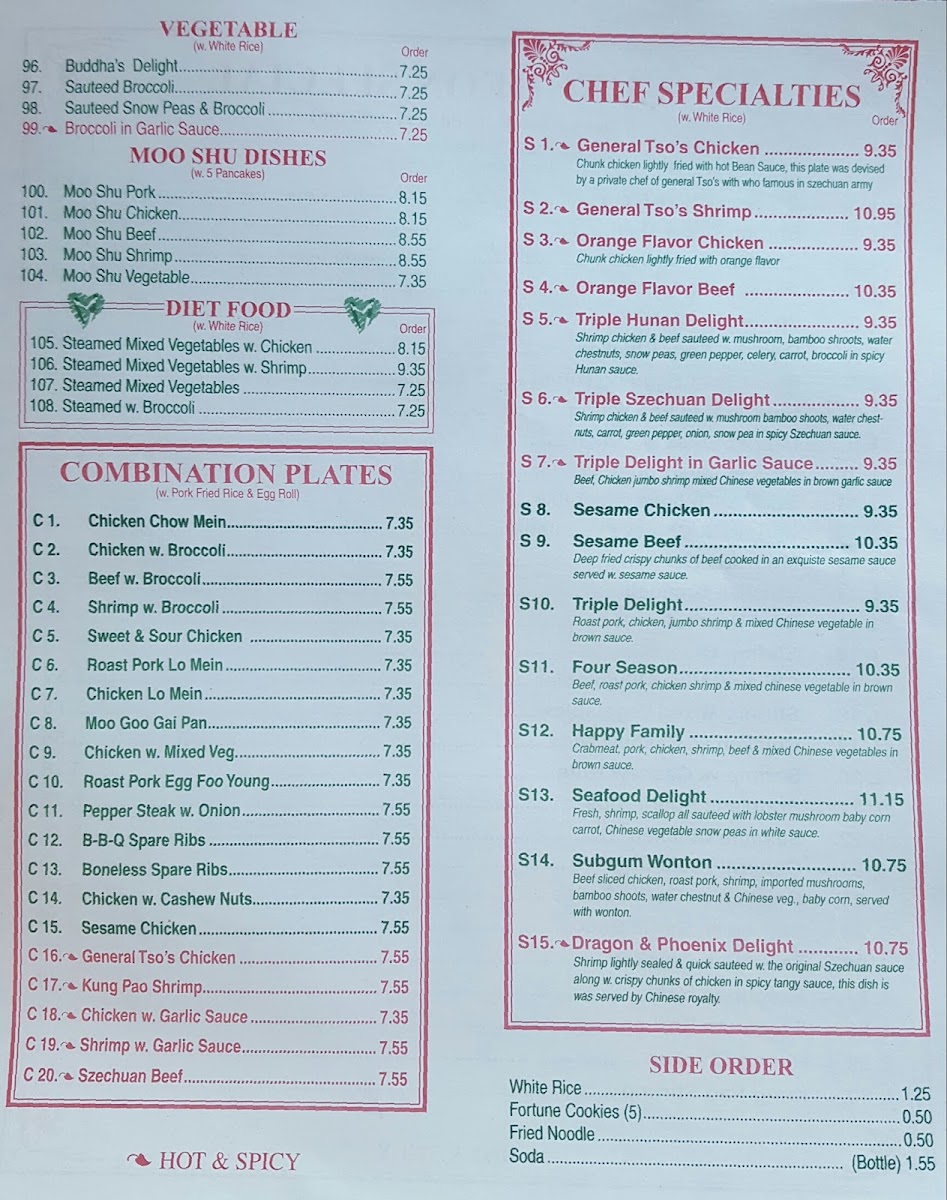 VEGETABLE
(w. White Rice)
Order
96. Buddha's Delight 7.25
97. Sauteed Broccoli 7.25
98. Sauteed Snow Peas & Broccoli 7.25
99. Broccoli in Garlic Sauce 7.25
MOO SHU DISHES
(w. 5 Pancakes)
Order
100. Moo Shu Pork 8.15
101. Moo Shu Chicken 8.15
102. Moo Shu Beef 8.55
103. Moo Shu Shrimp 8.55
104. Moo Shu Vegetable 7.35
DIET FOOD
(w. White Rice)
Order
105. Steamed Mixed Vegetables w. Chicken 8.15
106. Steamed Mixed Vegetables w. Shrimp 9.35
107. Steamed Mixed Vegetables 7.25
108. Steamed w. Broccoli 7.25
COMBINATION PLATES
(w. Pork Fried Rice & Egg Roll)
C 1. Chicken Chow Mein 7.35
C 2. Chicken w. Broccoli 7.35
C 3. Beef w. Broccoli 7.55
C 4. Shrimp w. Broccoli 7.55
C 5. Sweet & Sour Chicken 7.35
C 6. Roast Pork Lo Mein 7.35
C 7. Chicken Lo Mein 7.35
C 8. Moo Goo Gai Pan 7.35
C 9. Chicken w. Mixed Veg. 7.35
C 10. Roast Pork Egg Foo Young 7.35
C 11. Pepper Steak w. Onion 7.55
C 12. B-B-Q Spare Ribs 7.55
C 13. Boneless Spare Ribs 7.55
C 14. Chicken w. Cashew Nuts 7.35
C 15. Sesame Chicken 7.55
C 16. General Tso's Chicken 7.55
C 17. Kung Pao Shrimp 7.55
C 18. Chicken w. Garlic Sauce 7.35
C 19. Shrimp w. Garlic Sauce 7.55
C 20. Szechuan Beef 7.55
HOT & SPICY
CHEF SPECIALTIES
(w. White Rice)
Order
S 1. General Tso's Chicken 9.35
Chunk chicken lightly fried with hot Bean Sauce, this plate was devised
by a private chef of general Tso's with who famous in szechuan army
S 2. General Tso's Shrimp 10.95
S 3. Orange Flavor Chicken 9.35
Chunk chicken lightly fried with orange flavor
S 4. Orange Flavor Beef 10.35
S 5. Triple Hunan Delight 9.35
Shrimp chicken & beef sauteed w. mushroom, bamboo shroots, water
chestnuts, snow peas, green pepper, celery, carrot, broccoli in spicy
Hunan sauce.
S 6. Triple Szechuan Delight 9.35
Shrimp chicken & beef sauteed w. mushroom bamboo shoots, water chest-
nuts, carrot, green pepper, onion, snow pea in spicy Szechuan sauce.
S 7. Triple Delight in Garlic Sauce 9.35
Beef, Chicken jumbo shrimp mixed Chinese vegetables in brown garlic sauce
S 8. Sesame Chicken 9.35
S 9. Sesame Beef 10.35
Deep fried crispy chunks of beef cooked in an exquiste sesame sauce
served w. sesame sauce.
S10. Triple Delight 9.35
Roast pork, chicken, jumbo shrimp & mixed Chinese vegetable in
brown sauce.
S11. Four Season 10.35
Beef, roast pork, chicken shrimp & mixed chinese vegetable in brown
sauce.
S12. Happy Family 10.75
Crabmeat, pork, chicken, shrimp, beef & mixed Chinese vegetables in
brown sauce.
S13. Seafood Delight 11.15
Fresh, shrimp, scallop all sauteed with lobster mushroom baby corn
carrot, Chinese vegetable snow peas in white sauce.
S14. Subgum Wonton 10.75
Beef sliced chicken, roast pork, shrimp, imported mushrooms,
bamboo shoots, water chestnut & Chinese veg., baby corn, served
with wonton.
S15. Dragon & Phoenix Delight 10.75
Shrimp lightly sealed & quick sauteed w. the original Szechuan sauce
along w. crispy chunks of chicken in spicy tangy sauce, this dish is
was served by Chinese royalty.
SIDE ORDER
White Rice 1.25
Fortune Cookies (5) 0.50
Fried Noodle 0.50
Soda (Bottle) 1.55